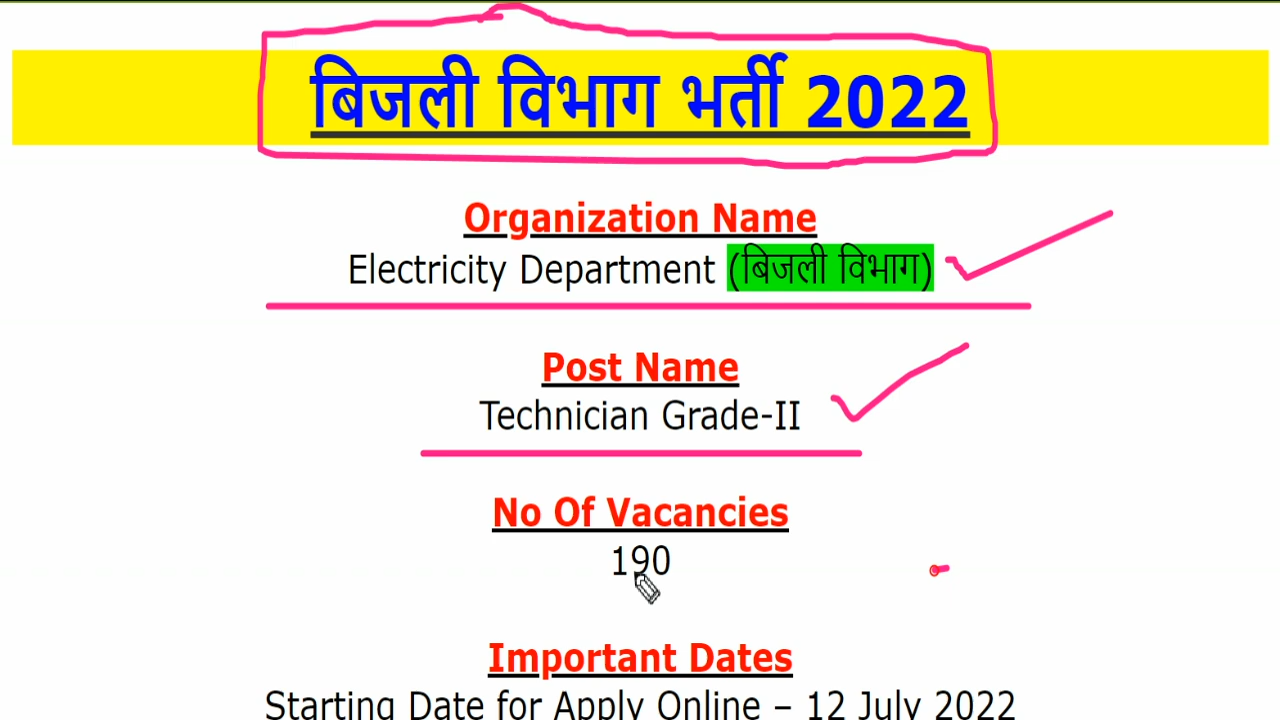 बिजली विभाग भर्ती 2022
Organization Name
Electricity Department (बिजली विभाग)
Post Name
Technician Grade-II
No Of Vacancies
190
Important Dates
Starting Date for Apply Online – 12 July 2022